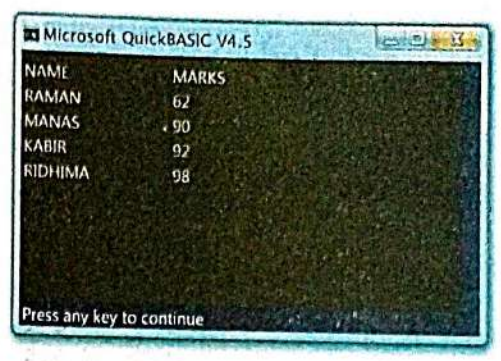 Microsoft QuickBASIC V4.5
NAME MARKS
RAMAN 62
MANAS 90
KABIR 92
RIDHIMA 98
Press any key to continue